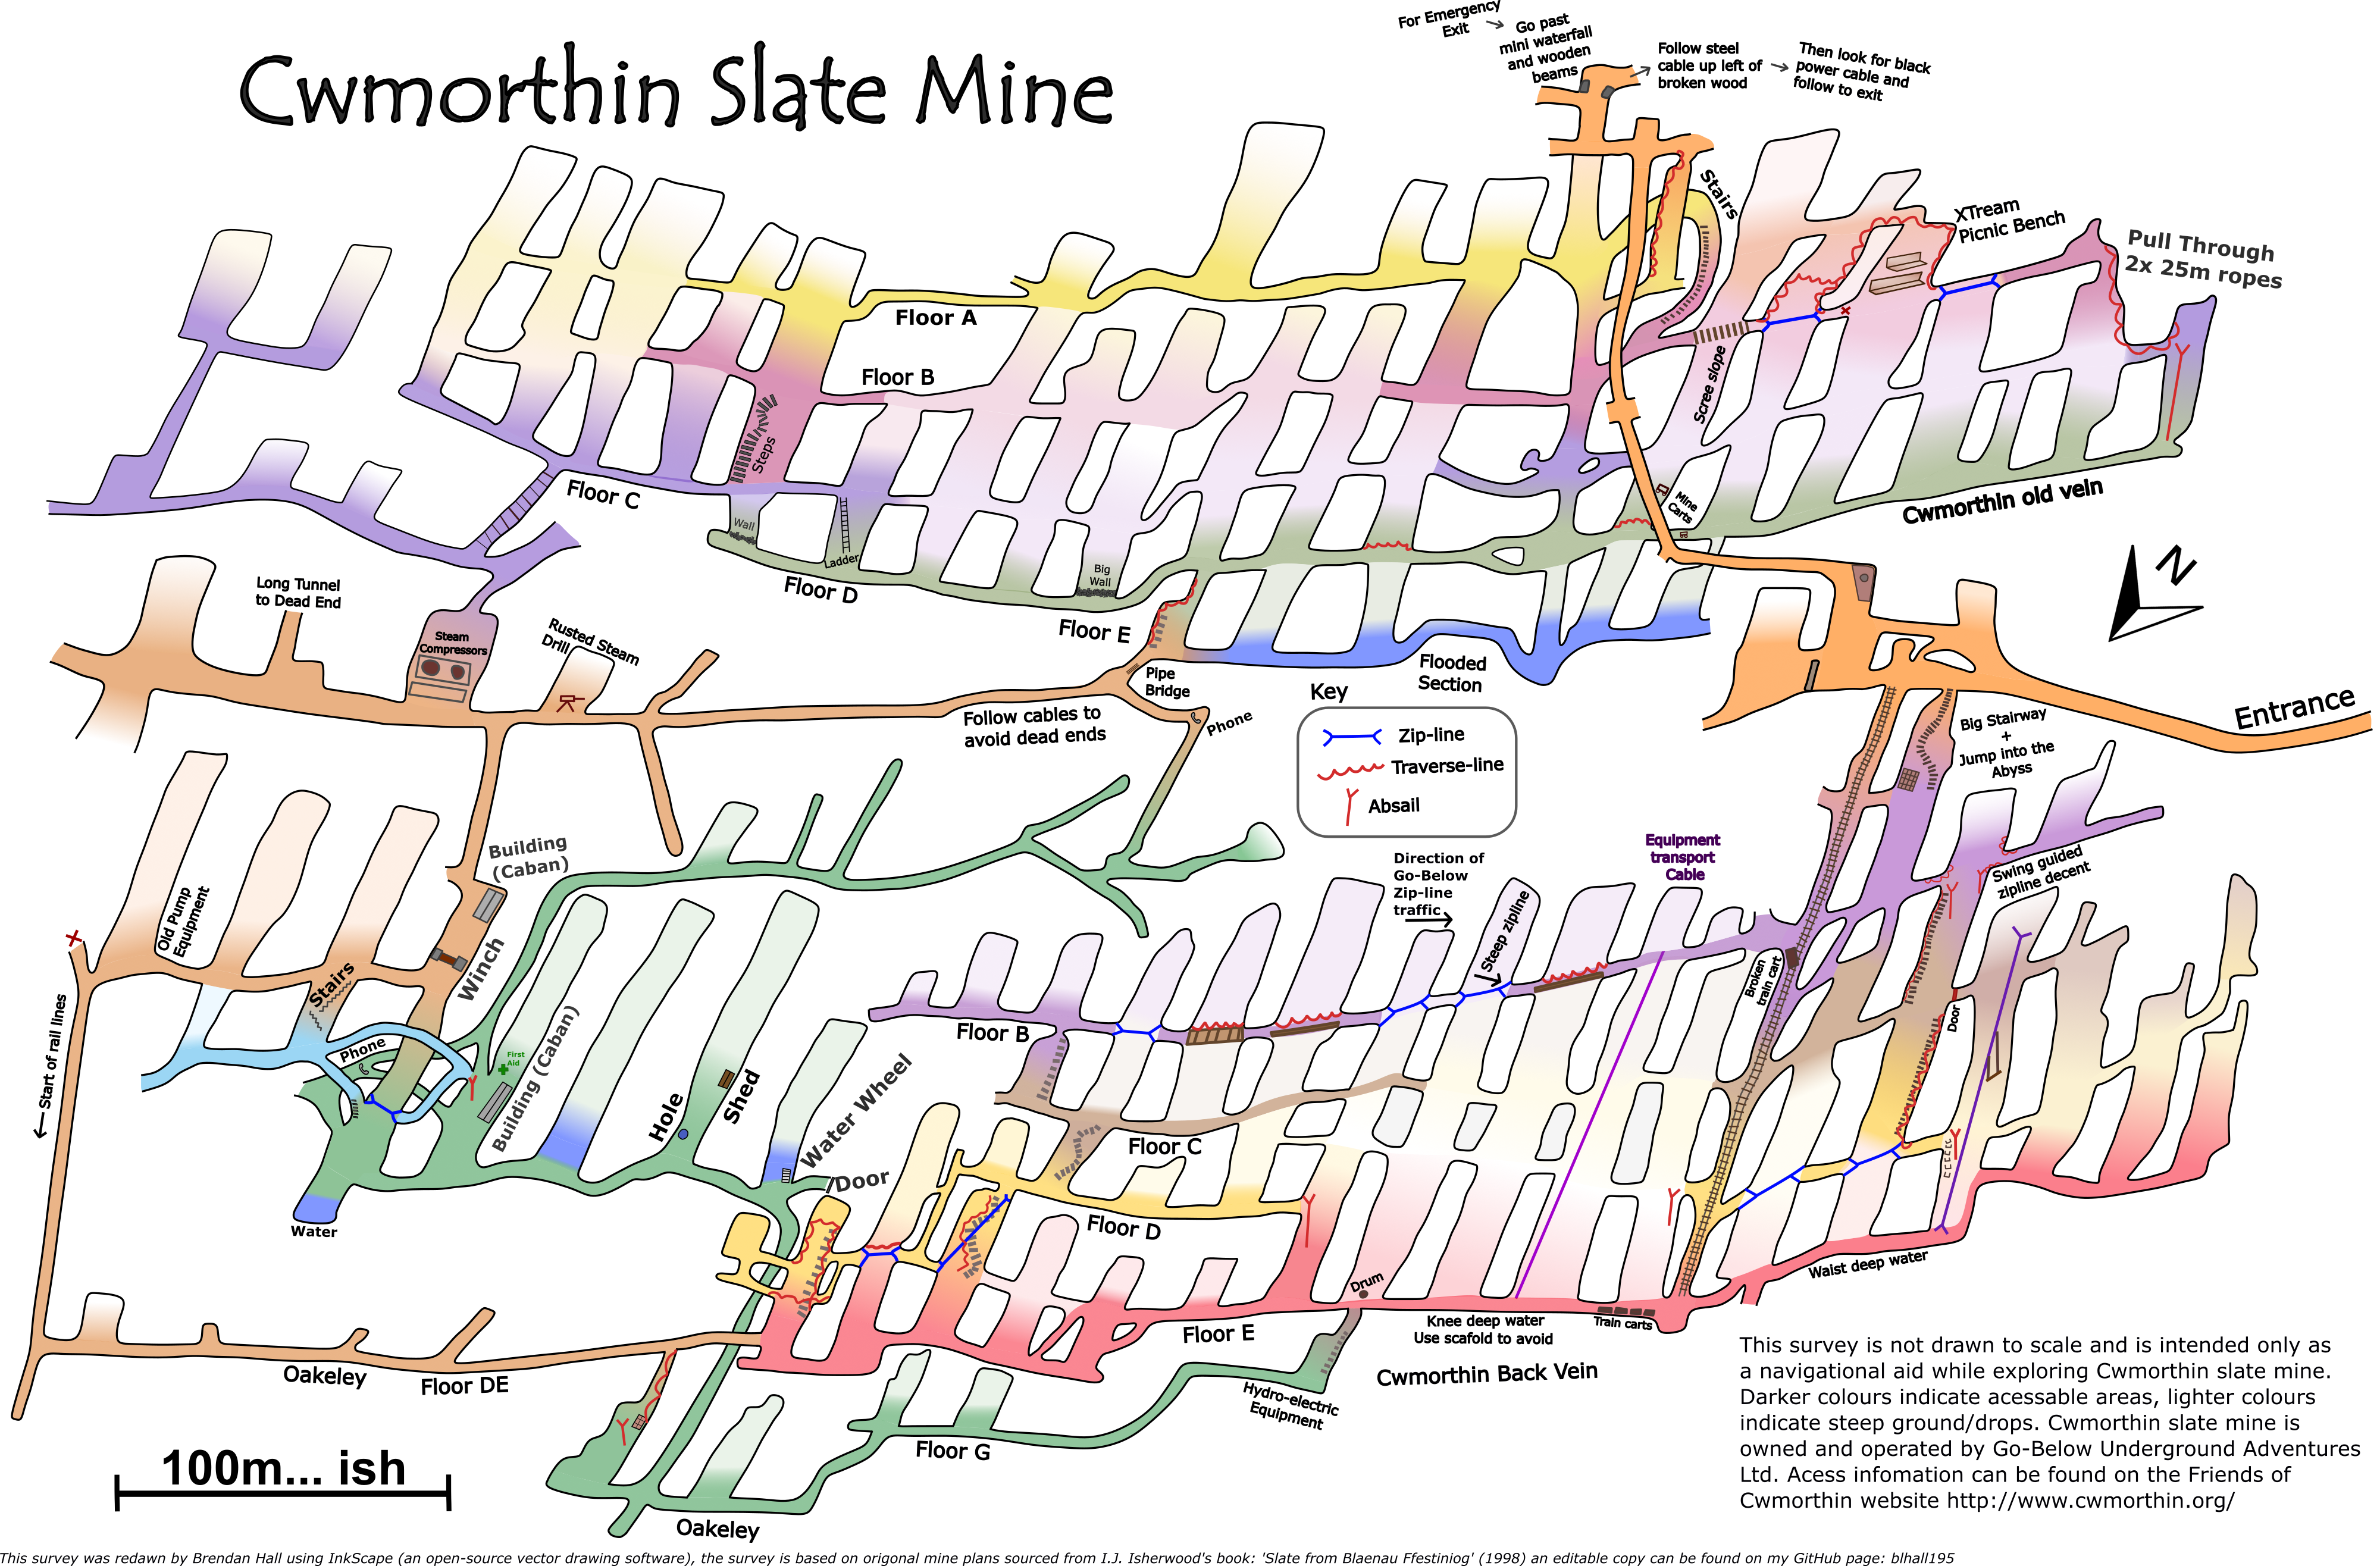 Cwmorthin Slate Mine
For Emergency
Exit
Go past
mini waterfall
and wooden
beams
Follow steel
cable up left of
broken wood
Then look for black
power cable and
follow to exit
Stairs
XTream
Picnic Bench
Pull Through
2x 25m ropes
Floor A
Floor B
Scree slope
Steps
Floor C
Mine
Carts
Cwmorthin old vein
Wall
Ladder
Big
Wall
Floor D
Floor E
N
Long Tunnel
to Dead End
Steam
Compressors
Rusted Steam
Drill
Pipe
Bridge
Flooded
Section
Follow cables to
avoid dead ends
Phone
Key
Zip-line
Traverse-line
Absail
Entrance
Big Stairway
+
Jump into the
Abyss
Building
(Caban)
Direction of
Go-Below
Zip-line
traffic
Equipment
transport
Cable
Steep zipline
Swing guided
zipline decent
Old Pump
Equipment
Stairs
Winch
Start of rail lines
Phone
First
Aid
Building (Caban)
Hole
Shed
Water Wheel
Door
Water
Floor B
Broken
train cart
Door
Floor C
Floor D
Waist deep water
Drum
Floor E
Knee deep water
Use scafold to avoid
Train carts
Cwmorthin Back Vein
Hydro-electric
Equipment
Oakeley
Floor DE
Floor G
Oakeley
100m... ish
This survey is not drawn to scale and is intended only as
a navigational aid while exploring Cwmorthin slate mine.
Darker colours indicate acessable areas, lighter colours
indicate steep ground/drops. Cwmorthin slate mine is
owned and operated by Go-Below Underground Adventures
Ltd. Acess infomation can be found on the Friends of
Cwmorthin website http://www.cwmorthin.org/
This survey was redawn by Brendan Hall using InkScape (an open-source vector drawing software), the survey is based on origonal mine plans sourced from I.J. Isherwood's book: 'Slate from Blaenau Ffestiniog' (1998) an editable copy can be found on my GitHub page: blhall195